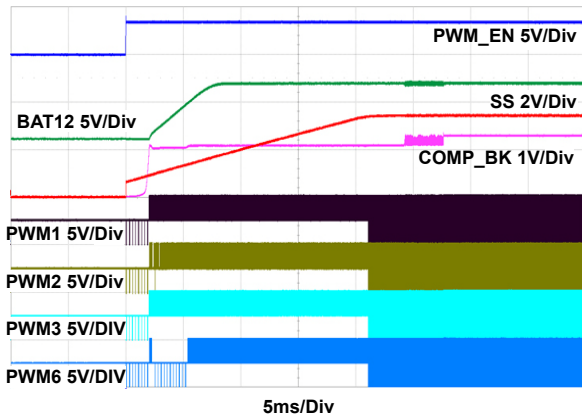 PWM_EN 5V/Div
BAT12 5V/Div
SS 2V/Div
COMP_BK 1V/Div
PWM1 5V/Div
PWM2 5V/Div
PWM3 5V/DIV
PWM6 5V/DIV
5ms/Div